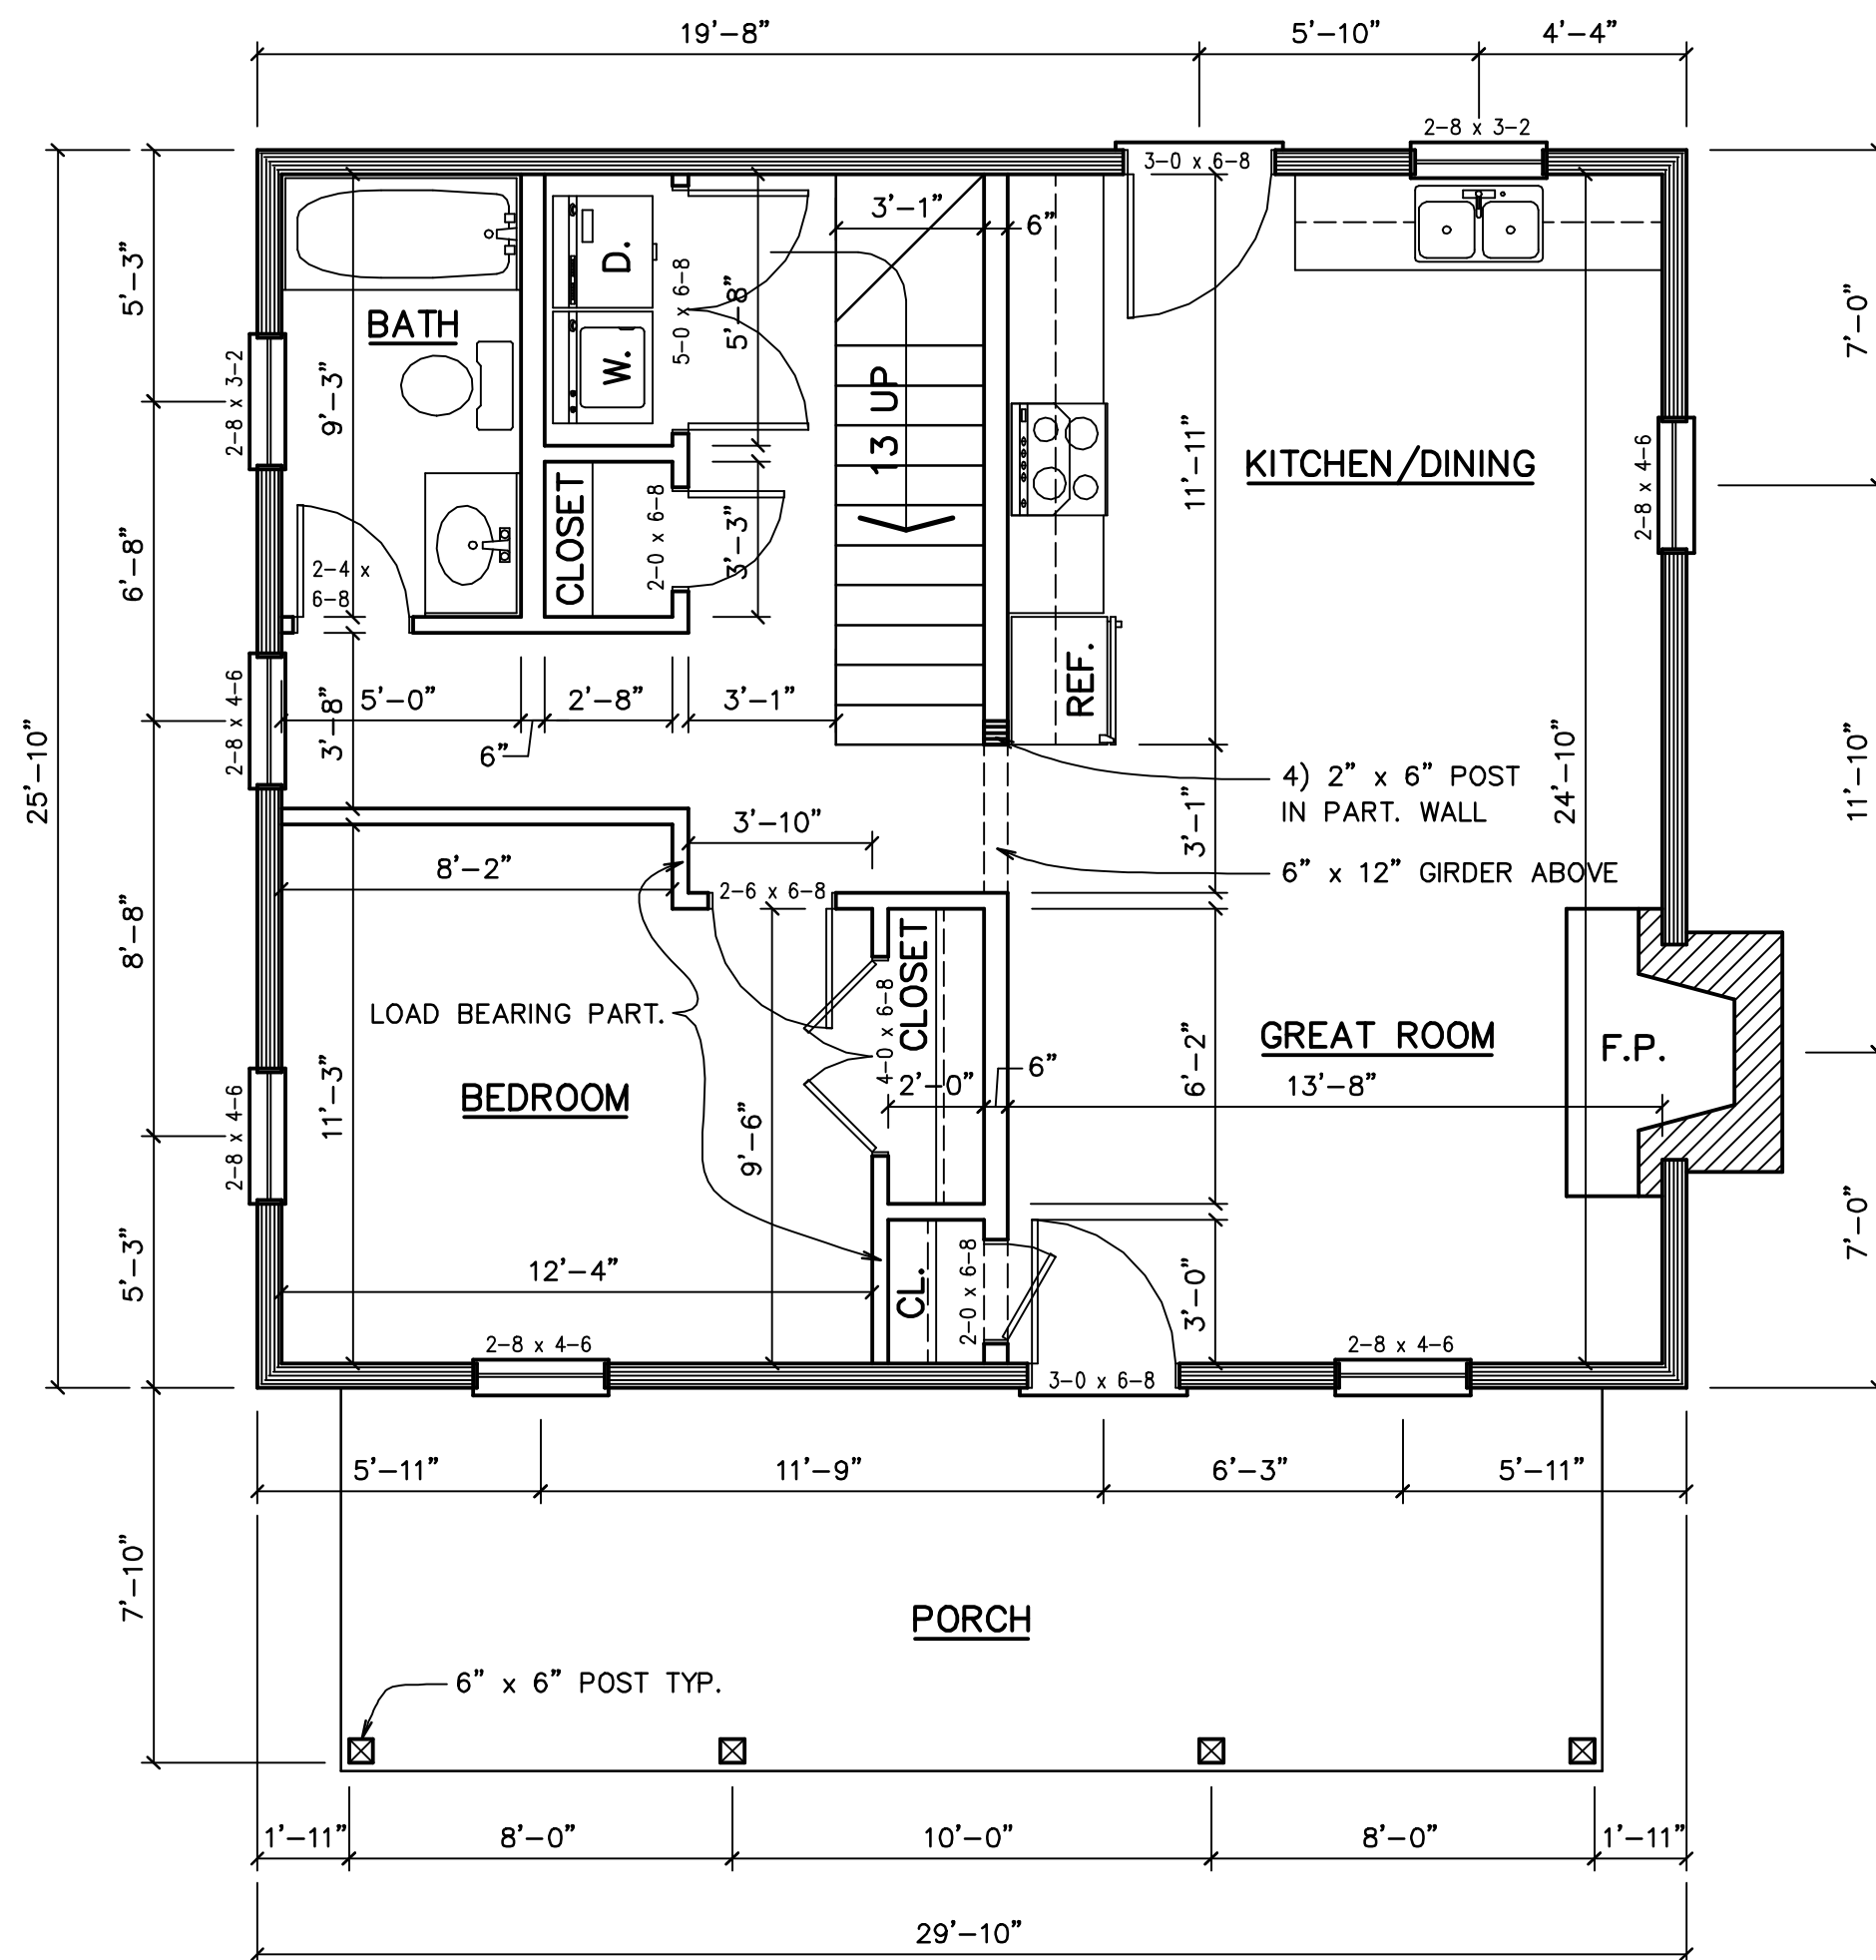 19'-8"
5'-10"
4'-4"
2-8 x 3-2
3-0 x 6-8
5'-3"
6'-8"
8'-8"
5'-3"
25'-10"
7'-10"
2-8 x 3-2
2-8 x 4-6
2-8 x 4-6
BATH
9'-3"
2-4 x
6-8
D.
W.
5-0 x 6-8
5'-8"
CLOSET
2-0 x 6-8
3'-3"
3'-1"
6"
13 UP
11'-11"
KITCHEN/DINING
2-8 x 4-6
7'-0"
11'-10"
7'-0"
REF.
5'-0"
2'-8"
3'-1"
6"
3'-8"
4) 2" x 6" POST
IN PART. WALL
6" x 12" GIRDER ABOVE
24'-10"
3'-1"
3'-10"
8'-2"
2-6 x 6-8
LOAD BEARING PART.
CLOSET
4-0 x 6-8
2'-0"
6"
6'-2"
GREAT ROOM
13'-8"
F.P.
BEDROOM
11'-3"
9'-6"
12'-4"
CL.
2-0 x 6-8
3'-0"
2-8 x 4-6
3-0 x 6-8
2-8 x 4-6
5'-11"
11'-9"
6'-3"
5'-11"
PORCH
6" x 6" POST TYP.
1'-11"
8'-0"
10'-0"
8'-0"
1'-11"
29'-10"